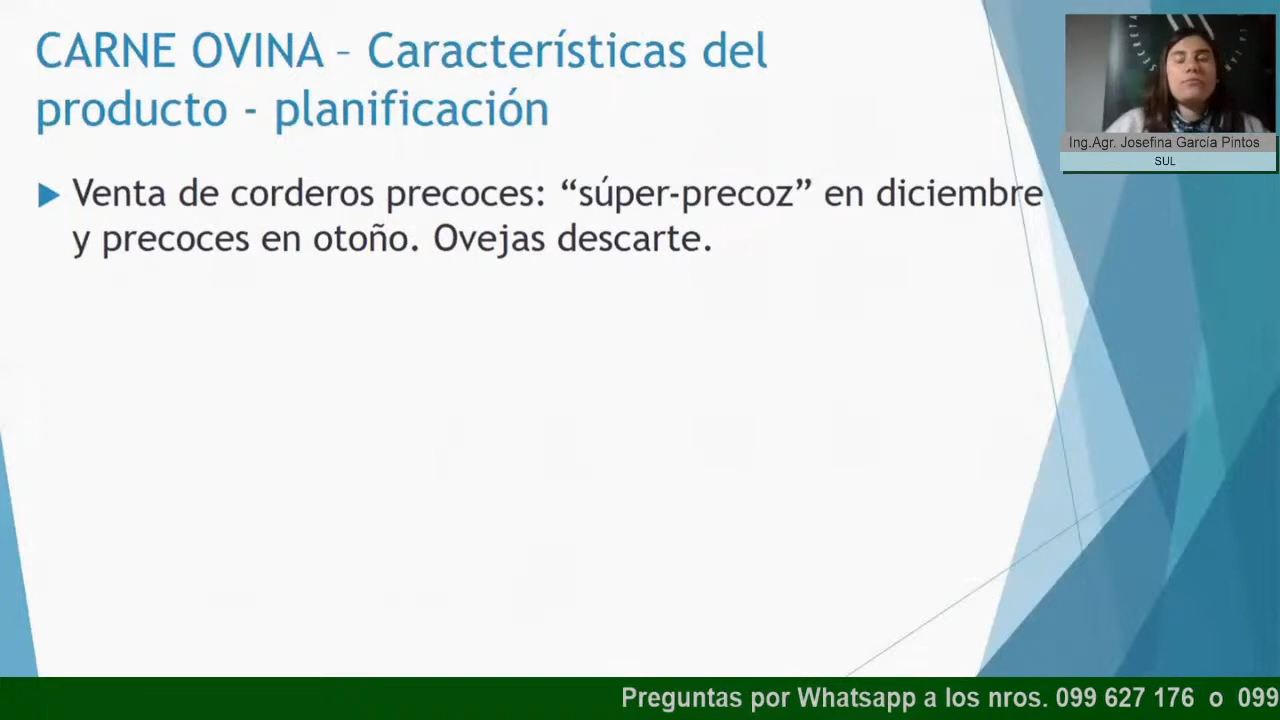 CARNE OVINA – Características del
producto - planificación
Venta de corderos precoces: “súper-precoz” en diciembre
y precoces en otoño. Ovejas descarte.
Ing.Agr. Josefina García Pintos
SUL
Preguntas por Whatsapp a los nros. 099 627 176 o 099